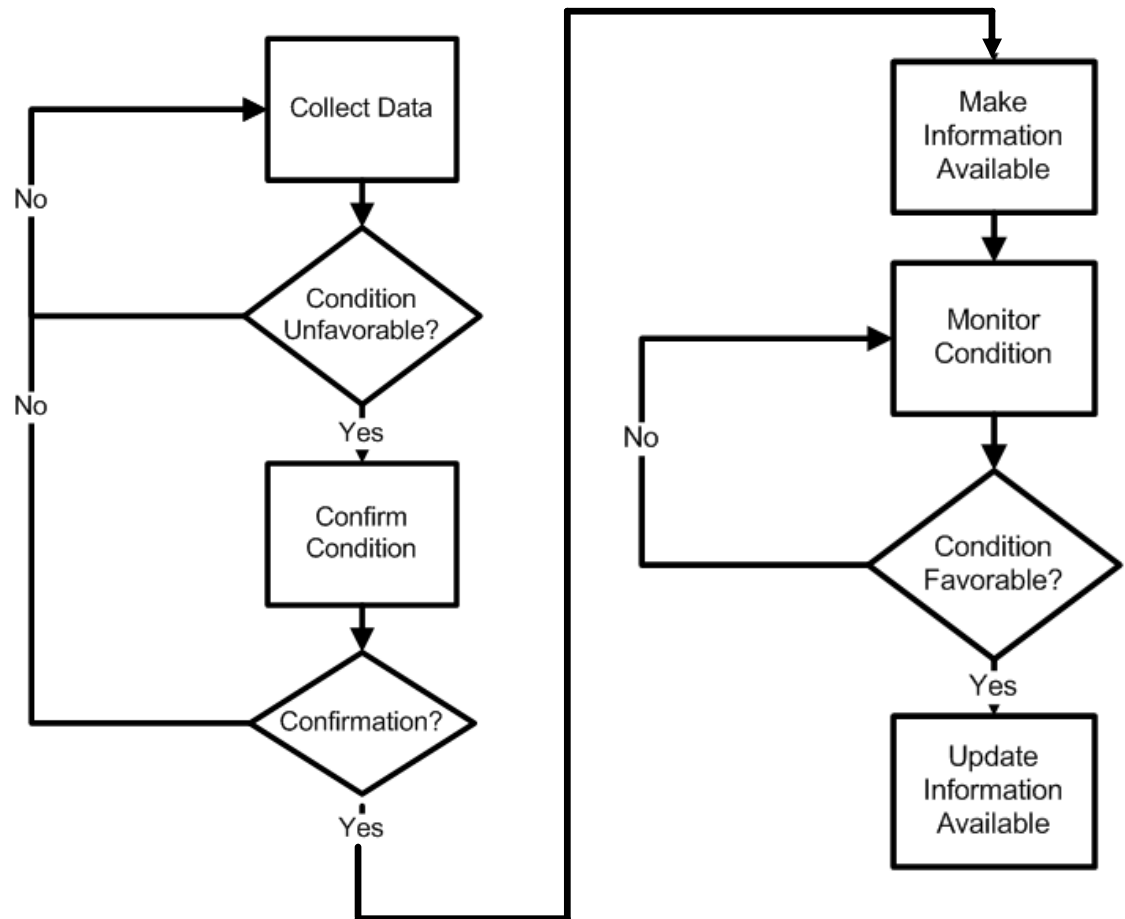 Collect Data
No
Condition
Unfavorable?
No
Yes
Confirm
Condition
Confirmation?
Yes
Make
Information
Available
Monitor
Condition
No
Condition
Favorable?
Yes
Update
Information
Available